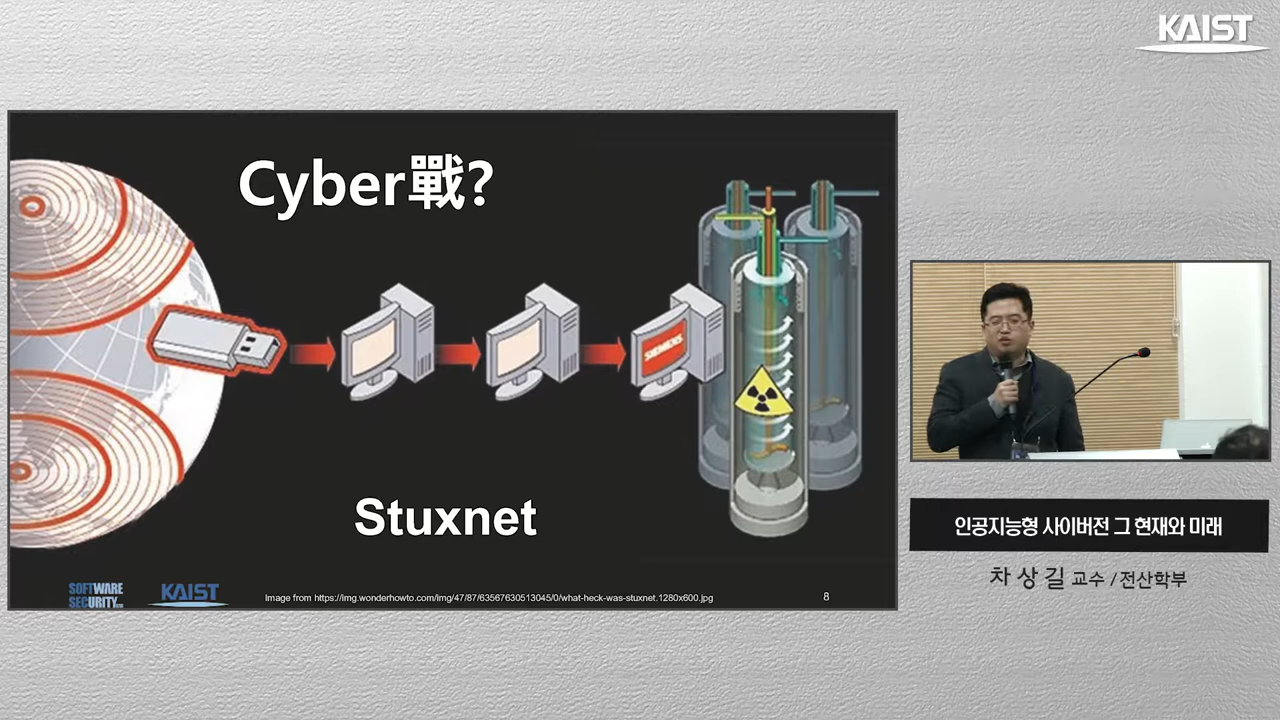 KAIST
Cyber戰?
SIEMENS
Stuxnet
SOFTWARE
SECURITY
KAIST
Image from https://img.wonderhowto.com/img/47/87/63567630513045/0/what-heck-was-stuxnet.1280x600.jpg
8
인공지능형 사이버전 그 현재와 미래
차상길 교수 / 전산학부